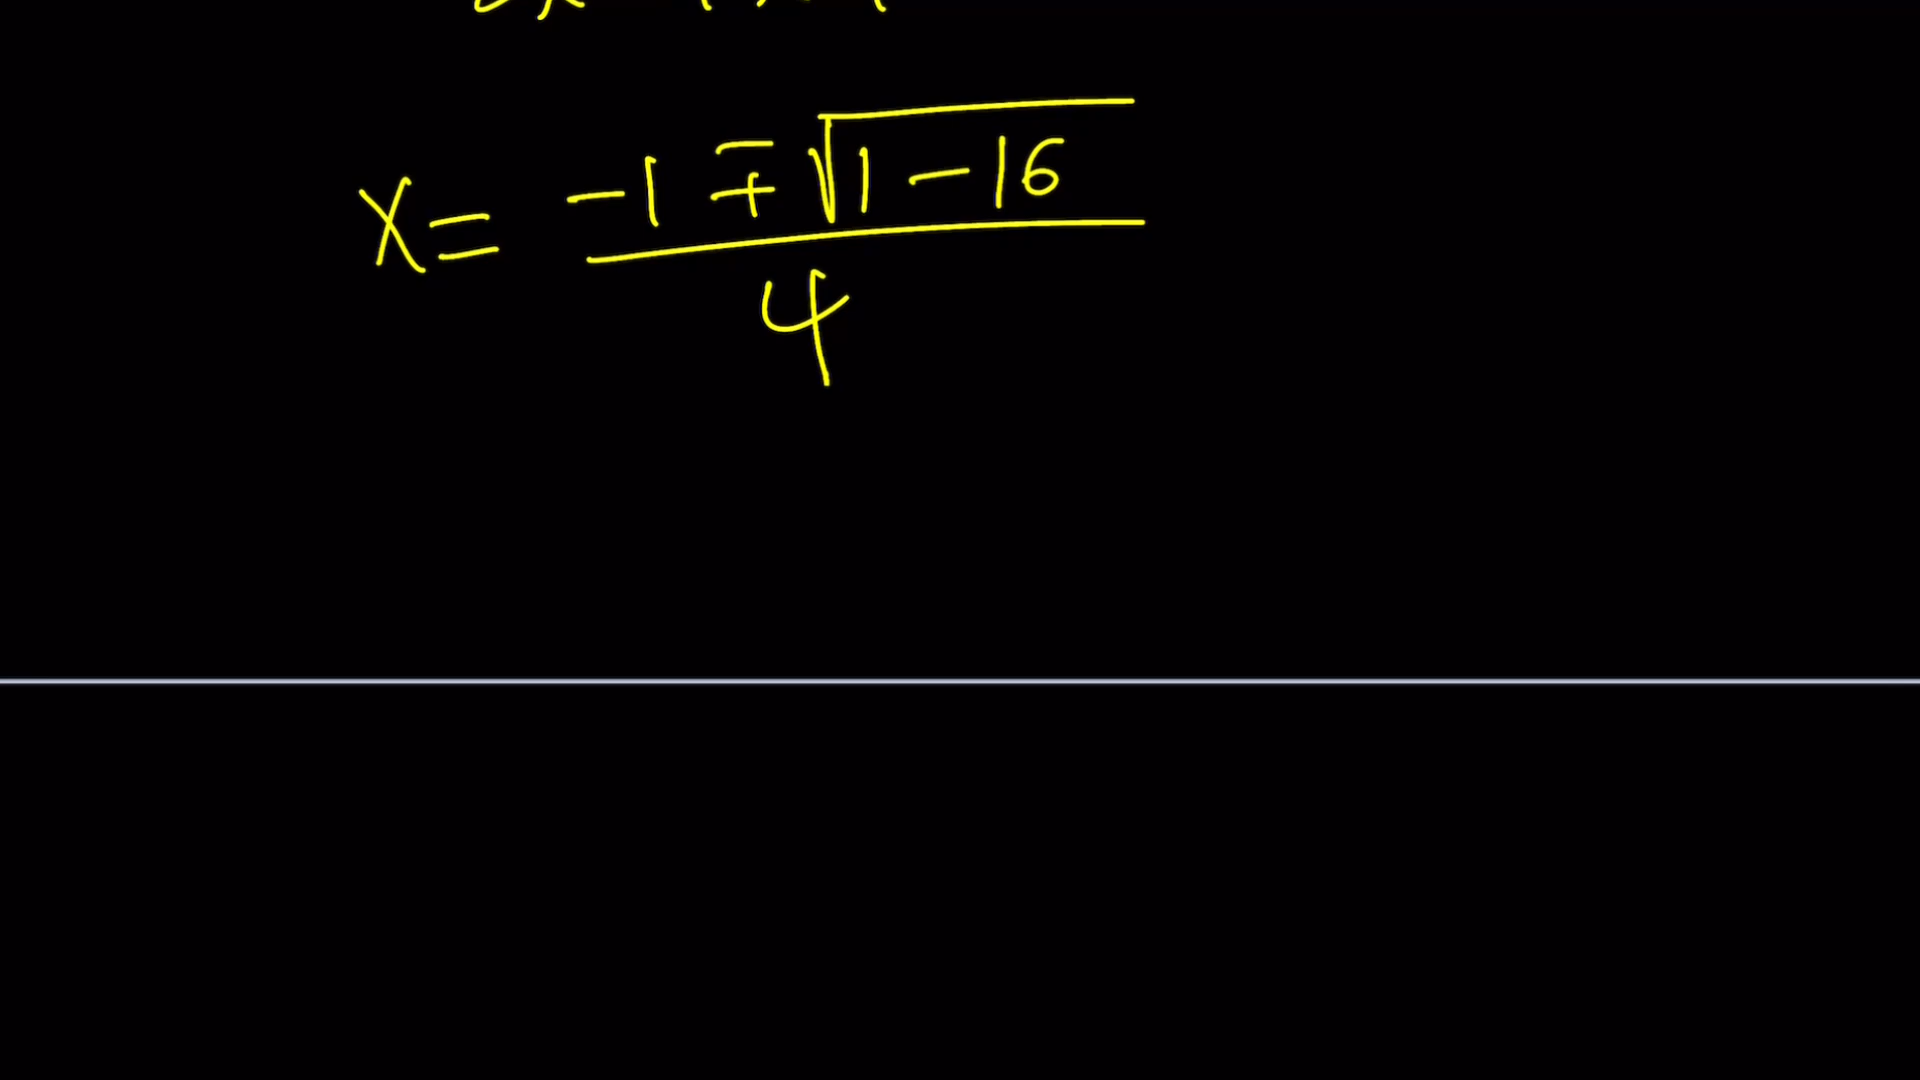 x = (-1 ∓ √(1 - 16)) / 4